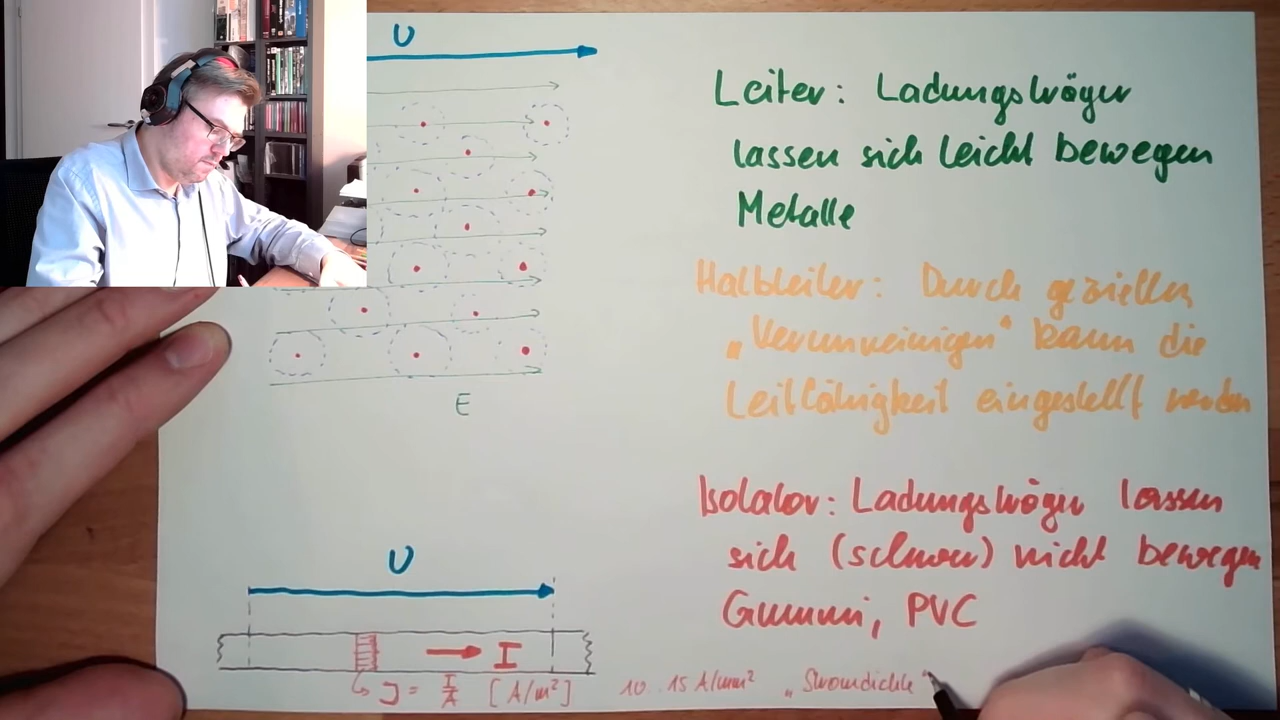 U
Leiter: Ladungsträger
lassen sich leicht bewegen
Metalle
Halbleiter: Durch gezieltes
„Verunreinigen“ kann die
Leitfähigkeit eingestellt werden
E
Isolator: Ladungsträger lassen
sich (schwer) nicht bewegen
Gummi, PVC
U
I
J = I/A [A/m²] 10..15 A/mm² „Stromdichte“